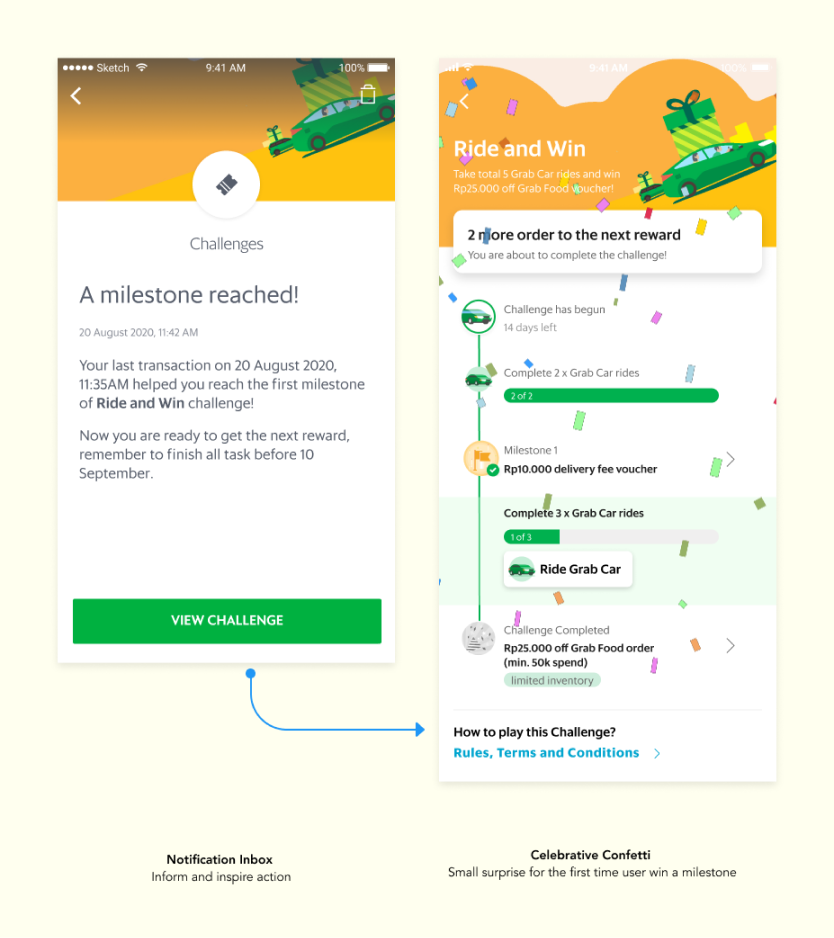 Sketch 9:41 AM 100%
Challenges
A milestone reached!
20 August 2020, 11:42 AM
Your last transaction on 20 August 2020,
11:35AM helped you reach the first milestone
of Ride and Win challenge!
Now you are ready to get the next reward,
remember to finish all task before 10
September.
VIEW CHALLENGE
9:41 AM 100%
Ride and Win
Take total 5 Grab Car rides and win
Rp25.000 off Grab Food Voucher!
2 more order to the next reward
You are about to complete the challenge!
Challenge has begun
14 days left
Complete 2 x Grab Car rides
2 of 2
Milestone 1
Rp10.000 delivery fee voucher
Complete 3 x Grab Car rides
1 of 3
Ride Grab Car
Challenge Completed
Rp25.000 off Grab Food order
(min. 50k spend)
limited inventory
How to play this Challenge?
Rules, Terms and Conditions
Notification Inbox
Inform and inspire action
Celebrative Confetti
Small surprise for the first time user win a milestone